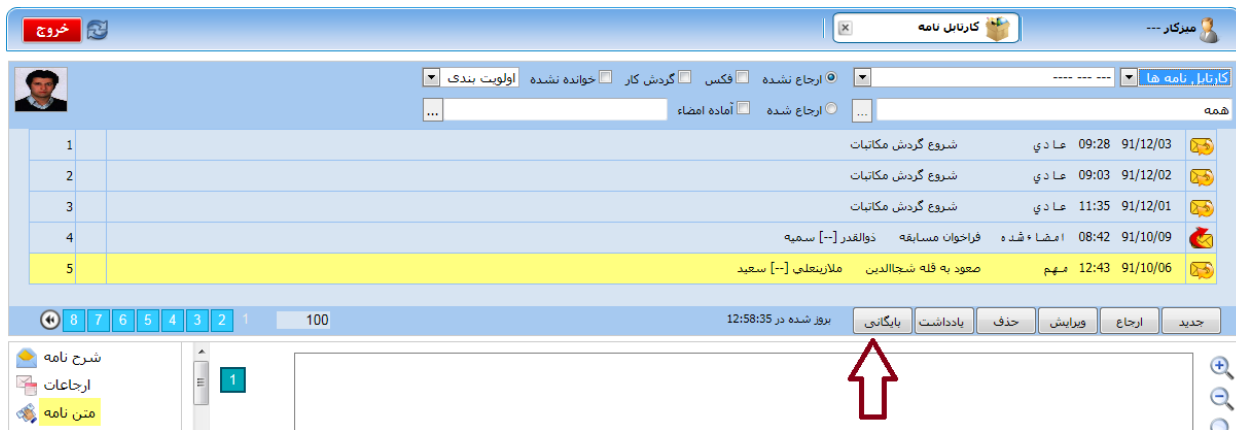 میزکار --- کارتابل نامه خروج
کارتابل نامه ها --- --- ---- ارجاع نشده فکس گردش کار خوانده نشده اولویت بندی
همه ... ارجاع شده آماده امضاء ...
91/12/03 09:28 عادي شروع گردش مکاتبات 1
91/12/02 09:03 عادي شروع گردش مکاتبات 2
91/12/01 11:35 عادي شروع گردش مکاتبات 3
91/10/09 08:42 امضاءشده فراخوان مسابقه ذوالقدر [--] سمیه 4
91/10/06 12:43 مهم صعود به قله شجاالدین ملازینعلی [--] سعید 5
جدید ارجاع ویرایش حذف یادداشت بایگانی بروز شده در 12:58:35 100 1 2 3 4 5 6 7 8
شرح نامه
ارجاعات
متن نامه
1